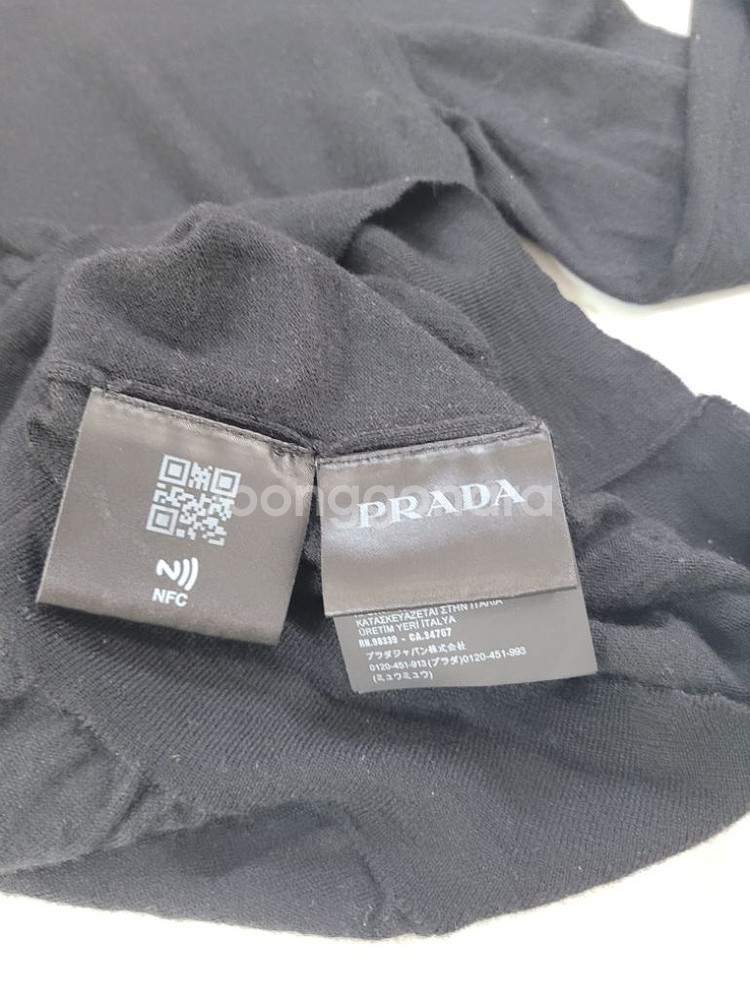 NFC
PRADA
joonggonara
ΚΑΤΑΣΚΕΥΑΖΕΤΑΙ ΣΤΗΝ ΙΤΑΛΙΑ
ÜRETİM YERİ İTALYA
RN.98339 - CA.34767
プラダジャパン株式会社
0120-451-913(プラダ)0120-451-993
(ミュウミュウ)